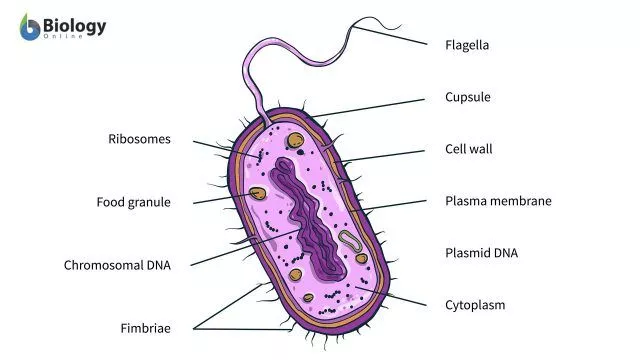 Biology
Online
Flagella
Cupsule
Ribosomes
Cell wall
Food granule
Plasma membrane
Chromosomal DNA
Plasmid DNA
Cytoplasm
Fimbriae